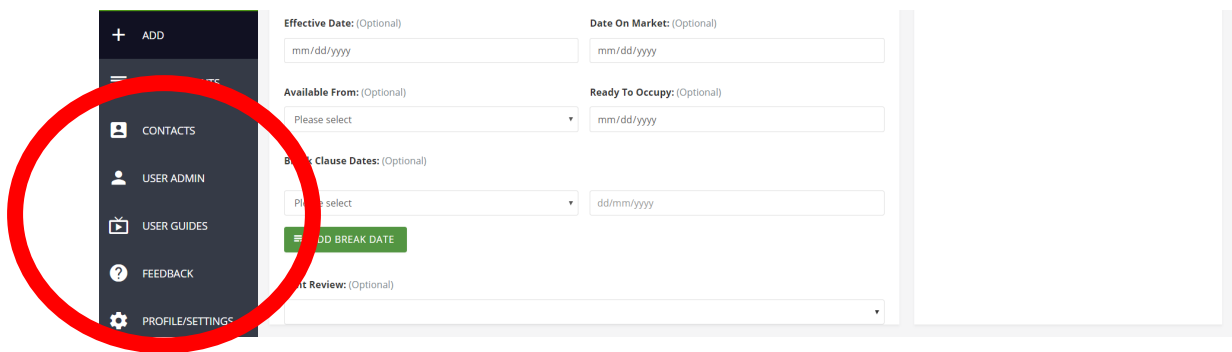 ADD
CONTACTS
USER ADMIN
USER GUIDES
FEEDBACK
PROFILE/SETTINGS
Effective Date: (Optional)
mm/dd/yyyy
Date On Market: (Optional)
mm/dd/yyyy
Available From: (Optional)
Please select
Ready To Occupy: (Optional)
mm/dd/yyyy
Clause Dates: (Optional)
select
dd/mm/yyyy
BREAK DATE
Review: (Optional)